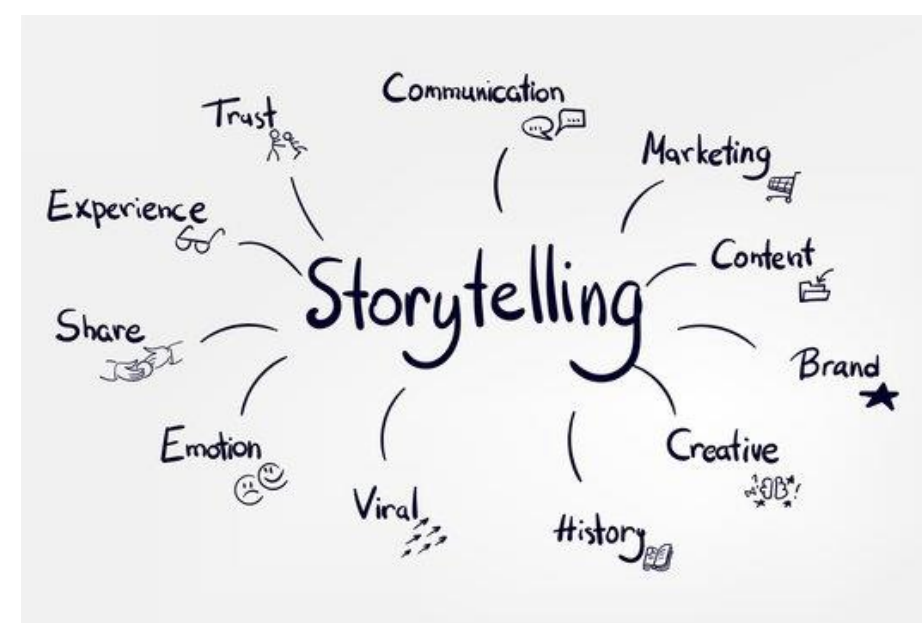 Communication
Trust
Marketing
Experience
Content
Storytelling
Share
Brand
Emotion
Creative
Viral
History